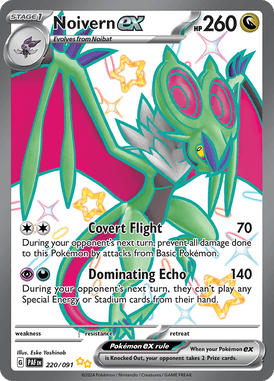 STAGE 1
Noivern ex
HP 260
Evolves from Noibat
Covert Flight 70
During your opponent's next turn, prevent all damage done
to this Pokémon by attacks from Basic Pokémon.
Dominating Echo 140
During your opponent's next turn, they can't play any
Special Energy or Stadium cards from their hand.
weakness resistance retreat
Pokémon ex rule
When your Pokémon ex
is Knocked Out, your opponent takes 2 Prize cards.
Illus. Eske Yoshinob
G PAF EN 220/091
©2024 Pokémon / Nintendo / Creatures / GAME FREAK